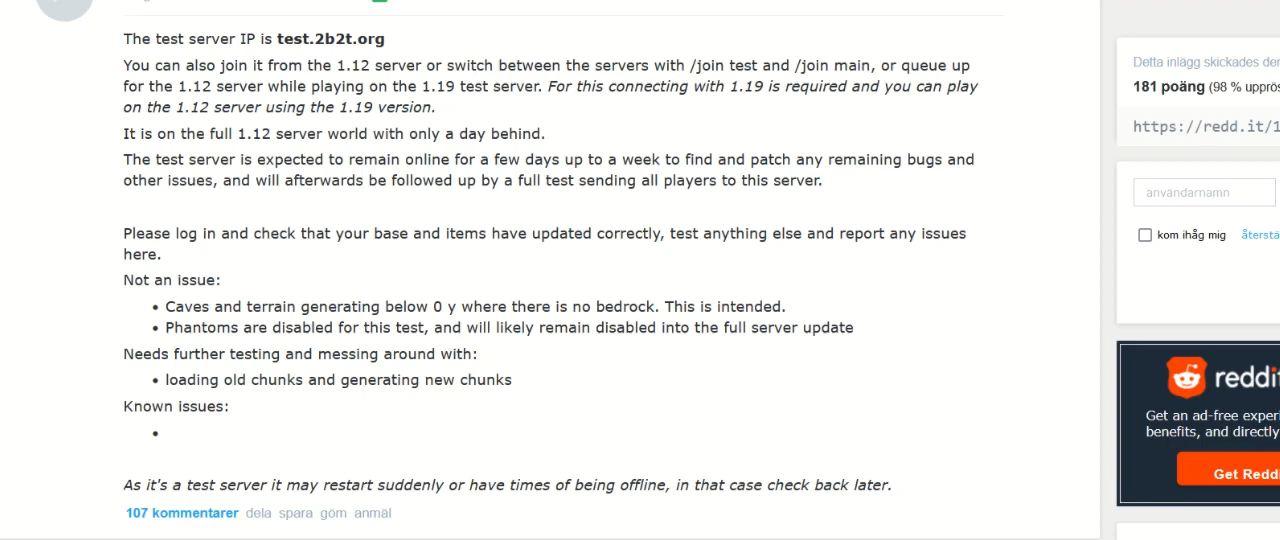 The test server IP is test.2b2t.org
You can also join it from the 1.12 server or switch between the servers with /join test and /join main, or queue up
for the 1.12 server while playing on the 1.19 test server. For this connecting with 1.19 is required and you can play
on the 1.12 server using the 1.19 version.
It is on the full 1.12 server world with only a day behind.
The test server is expected to remain online for a few days up to a week to find and patch any remaining bugs and
other issues, and will afterwards be followed up by a full test sending all players to this server.
Please log in and check that your base and items have updated correctly, test anything else and report any issues
here.
Not an issue:
• Caves and terrain generating below 0 y where there is no bedrock. This is intended.
• Phantoms are disabled for this test, and will likely remain disabled into the full server update
Needs further testing and messing around with:
• loading old chunks and generating new chunks
Known issues:
•
As it's a test server it may restart suddenly or have times of being offline, in that case check back later.
107 kommentarer dela spara göm anmäl
Detta inlägg skickades den
181 poäng (98 % upprös
https://redd.it/1
användarnamn
kom ihåg mig återstä
reddit
Get an ad-free exper
benefits, and directly
Get Reddi